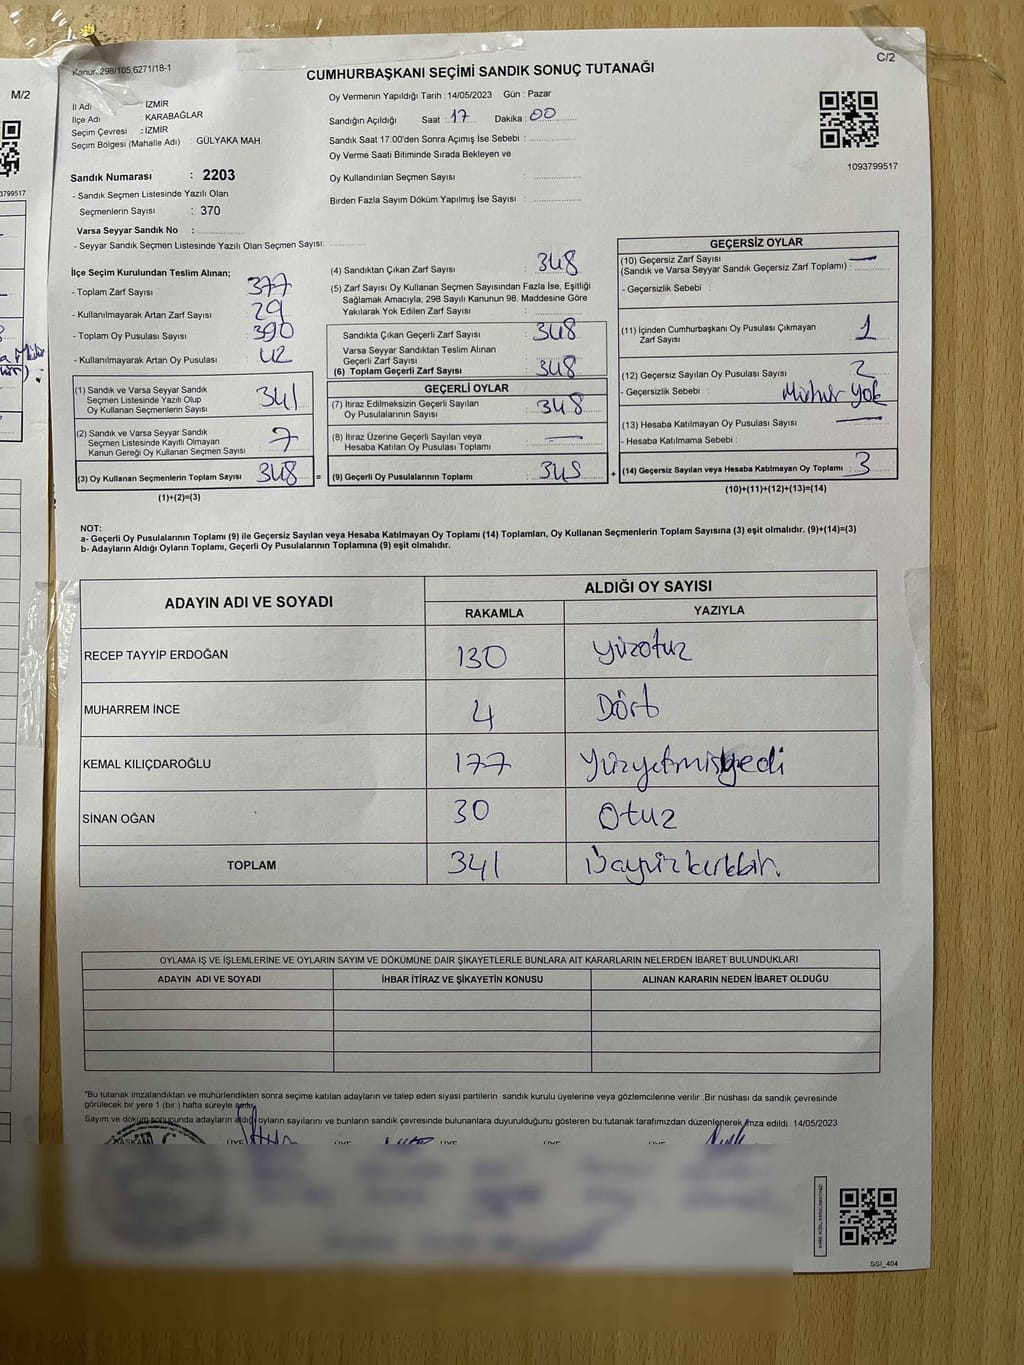 M/2
Kanun: 298/105;6271/18-1
CUMHURBAŞKANI SEÇİMİ SANDIK SONUÇ TUTANAĞI
C/2
İl Adı : İZMİR
İlçe Adı : KARABAĞLAR
Seçim Çevresi : İZMİR
Seçim Bölgesi (Mahalle Adı) : GÜLYAKA MAH.
Oy Vermenin Yapıldığı Tarih : 14/05/2023 Gün : Pazar
Sandığın Açıldığı Saat : 17 Dakika : 00
Sandık Saat 17:00'den Sonra Açımış İse Sebebi :
Oy Verme Saati Bitiminde Sırada Bekleyen ve
Oy Kullandırılan Seçmen Sayısı :
Birden Fazla Sayım Döküm Yapılmış İse Sayısı :
1093799517
3799517
Sandık Numarası : 2203
- Sandık Seçmen Listesinde Yazılı Olan
Seçmenlerin Sayısı : 370
Varsa Seyyar Sandık No :
- Seyyar Sandık Seçmen Listesinde Yazılı Olan Seçmen Sayısı:
İlçe Seçim Kurulundan Teslim Alınan;
- Toplam Zarf Sayısı : 377
- Kullanılmayarak Artan Zarf Sayısı : 29
- Toplam Oy Pusulası Sayısı : 390
- Kullanılmayarak Artan Oy Pusulası : 42
(1) Sandık ve Varsa Seyyar Sandık
Seçmen Listesinde Yazılı Olup
Oy Kullanan Seçmenlerin Sayısı : 341
(2) Sandık ve Varsa Seyyar Sandık
Seçmen Listesinde Kayıtlı Olmayan
Kanun Gereği Oy Kullanan Seçmen Sayısı : 7
(3) Oy Kullanan Seçmenlerin Toplam Sayısı : 348 =
(1)+(2)=(3)
(4) Sandıktan Çıkan Zarf Sayısı : 348
(5) Zarf Sayısı Oy Kullanan Seçmen Sayısından Fazla İse, Eşitliği
Sağlamak Amacıyla, 298 Sayılı Kanunun 98. Maddesine Göre
Yakılarak Yok Edilen Zarf Sayısı :
Sandıkta Çıkan Geçerli Zarf Sayısı : 348
Varsa Seyyar Sandıktan Teslim Alınan
Geçerli Zarf Sayısı :
(6) Toplam Geçerli Zarf Sayısı : 348
GEÇERLİ OYLAR
(7) İtiraz Edilmeksizin Geçerli Sayılan
Oy Pusulalarının Sayısı : 348
(8) İtiraz Üzerine Geçerli Sayılan veya
Hesaba Katılan Oy Pusulası Toplamı : —
(9) Geçerli Oy Pusulalarının Toplamı : 345 +
GEÇERSİZ OYLAR
(10) Geçersiz Zarf Sayısı : —
(Sandık ve Varsa Seyyar Sandık Geçersiz Zarf Toplamı)
- Geçersizlik Sebebi :
(11) İçinden Cumhurbaşkanı Oy Pusulası Çıkmayan
Zarf Sayısı : 1
(12) Geçersiz Sayılan Oy Pusulası Sayısı : 2
- Geçersizlik Sebebi : Mühür yok
(13) Hesaba Katılmayan Oy Pusulası Sayısı : —
- Hesaba Katılmama Sebebi :
(14) Geçersiz Sayılan veya Hesaba Katılmayan Oy Toplamı : 3
(10)+(11)+(12)+(13)=(14)
NOT:
a- Geçerli Oy Pusulalarının Toplamı (9) ile Geçersiz Sayılan veya Hesaba Katılmayan Oy Toplamı (14) Toplamları, Oy Kullanan Seçmenlerin Toplam Sayısına (3) eşit olmalıdır. (9)+(14)=(3)
b- Adayların Aldığı Oyların Toplamı, Geçerli Oy Pusulalarının Toplamına (9) eşit olmalıdır.
ADAYIN ADI VE SOYADI
ALDIĞI OY SAYISI
RAKAMLA YAZIYLA
RECEP TAYYİP ERDOĞAN 130 yüzotuz
MUHARREM İNCE 4 Dört
KEMAL KILIÇDAROĞLU 177 Yüzyetmişyedi
SİNAN OĞAN 30 Otuz
TOPLAM 341 Üçyüzkırkbir
OYLAMA İŞ VE İŞLEMLERİNE VE OYLARIN SAYIM VE DÖKÜMÜNE DAİR ŞİKAYETLERLE BUNLARA AİT KARARLARIN NELERDEN İBARET BULUNDUKLARI
ADAYIN ADI VE SOYADI İHBAR İTİRAZ VE ŞİKAYETİN KONUSU ALINAN KARARIN NEDEN İBARET OLDUĞU
*Bu tutanak imzalandıktan ve mühürlendikten sonra seçime katılan adayların ve talep eden siyasi partilerin sandık kurulu üyelerine veya gözlemcilerine verilir .Bir nüshası da sandık çevresinde
görülecek bir yere 1 (bir ) hafta süreyle asılır.
Sayım ve döküm sonucunda adayların aldığı oyların sayılarını ve bunların sandık çevresinde bulunanlara duyurulduğunu gösteren bu tutanak tarafımızdan düzenlenerek imza edildi. 14/05/2023
BAŞKAN ÜYE ÜYE ÜYE ÜYE ÜYE
SSI_404